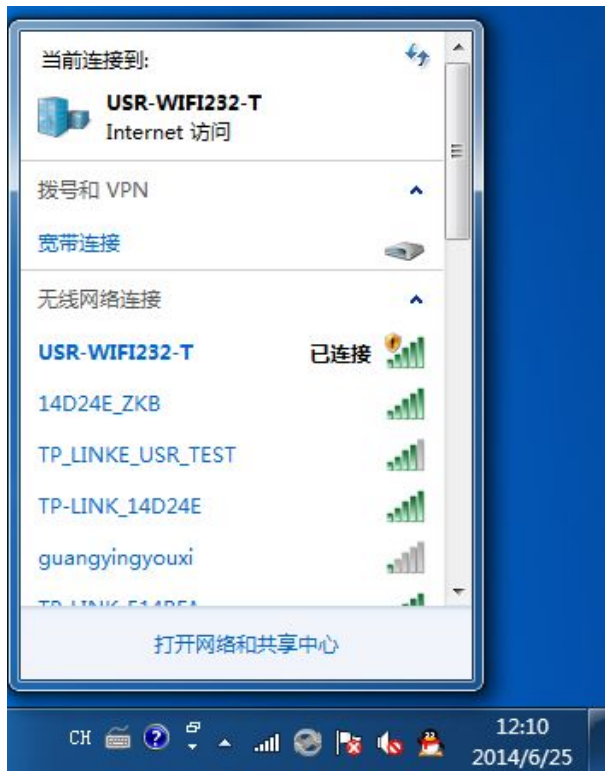 当前连接到:
USR-WIFI232-T
Internet 访问
拨号和 VPN
宽带连接
无线网络连接
USR-WIFI232-T 已连接
14D24E_ZKB
TP_LINKE_USR_TEST
TP-LINK_14D24E
guangyingyouxi
打开网络和共享中心
CH
12:10
2014/6/25